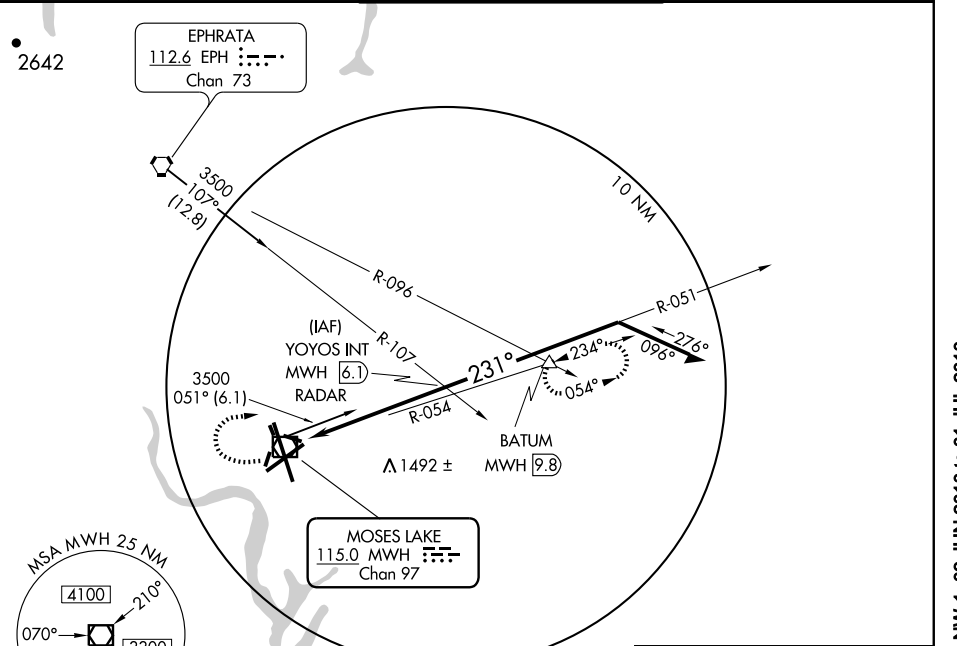 2642
EPHRATA
112.6 EPH
Chan 73
3500
107°
(12.8)
10 NM
R-096
R-107
R-051
(IAF)
YOYOS INT
MWH 6.1
RADAR
231°
234°
054°
276°
096°
3500
051° (6.1)
R-054
BATUM
MWH 9.8
1492 ±
MOSES LAKE
115.0 MWH
Chan 97
MSA MWH 25 NM
4100
210°
070°